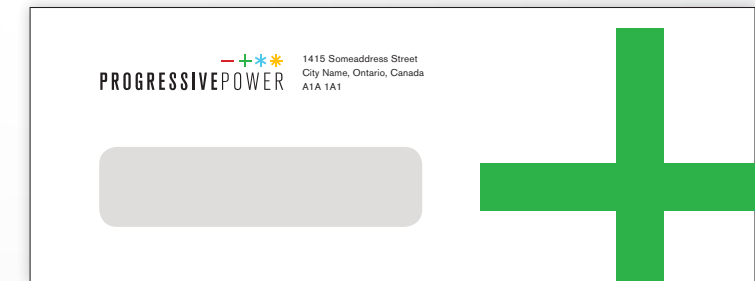 PROGRESSIVEPOWER
1415 Someaddress Street
City Name, Ontario, Canada
A1A 1A1